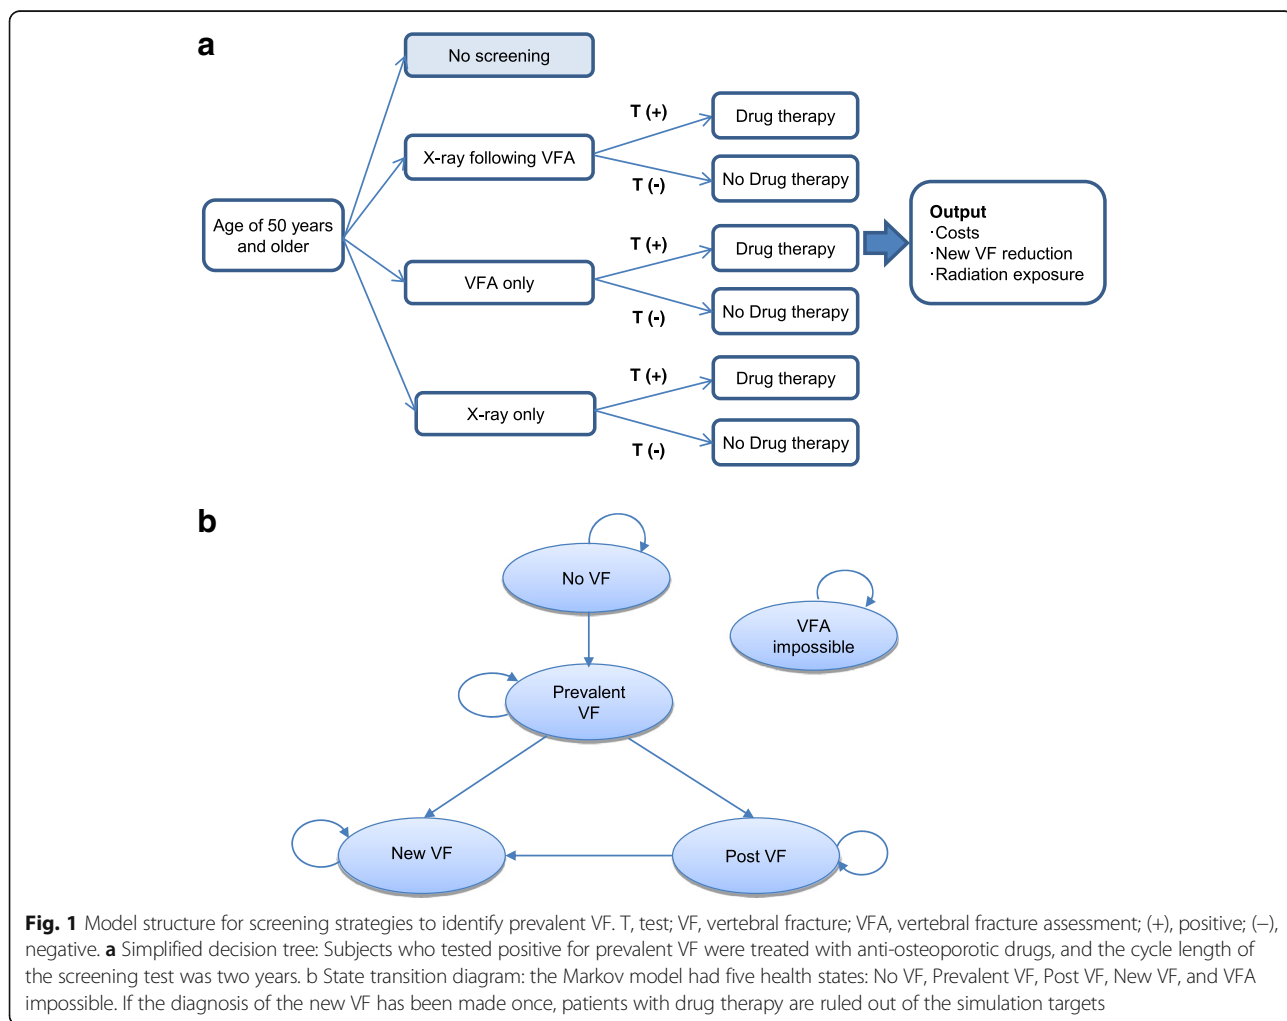 a
No screening
X-ray following VFA
T (+)
Drug therapy
T (-)
No Drug therapy
Age of 50 years
and older
VFA only
T (+)
Drug therapy
T (-)
No Drug therapy
X-ray only
T (+)
Drug therapy
T (-)
No Drug therapy
Output
·Costs
·New VF reduction
·Radiation exposure
b
No VF
VFA
impossible
Prevalent
VF
New VF
Post VF
Fig. 1 Model structure for screening strategies to identify prevalent VF. T, test; VF, vertebral fracture; VFA, vertebral fracture assessment; (+), positive; (−),
negative. a Simplified decision tree: Subjects who tested positive for prevalent VF were treated with anti-osteoporotic drugs, and the cycle length of
the screening test was two years. b State transition diagram: the Markov model had five health states: No VF, Prevalent VF, Post VF, New VF, and VFA
impossible. If the diagnosis of the new VF has been made once, patients with drug therapy are ruled out of the simulation targets